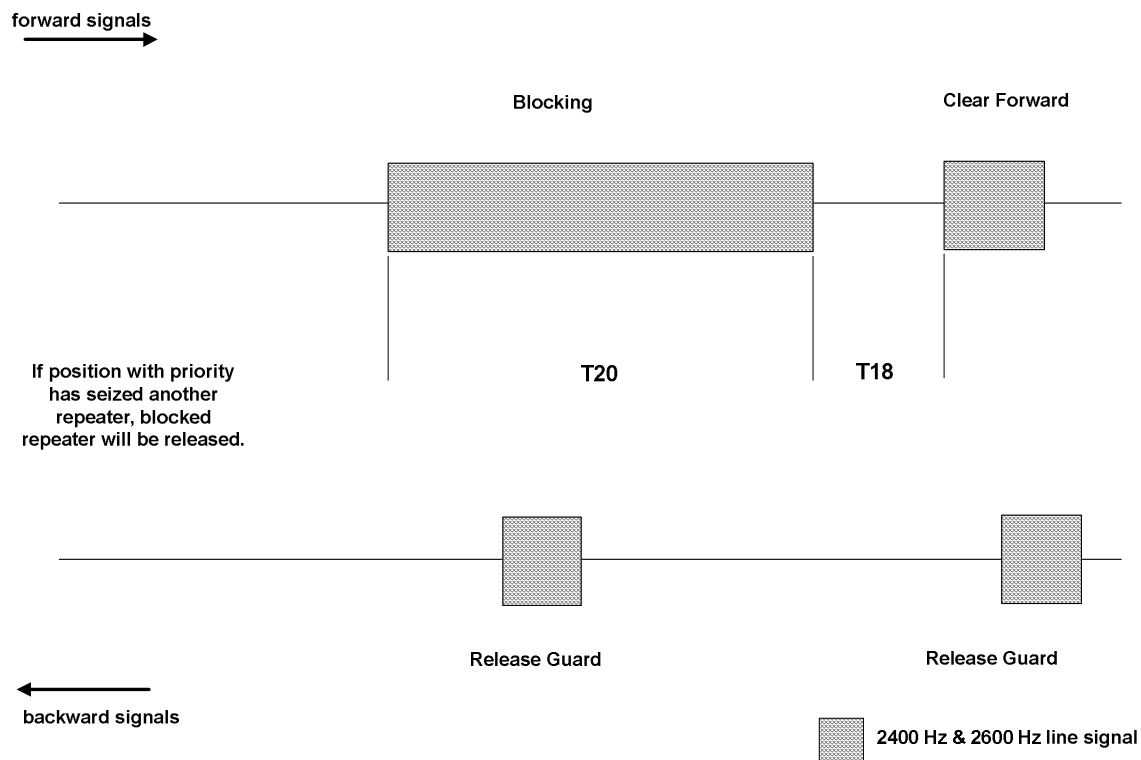 forward signals
Blocking
Clear Forward
If position with priority
has seized another
repeater, blocked
repeater will be released.
T20
T18
Release Guard
Release Guard
backward signals
2400 Hz & 2600 Hz line signal